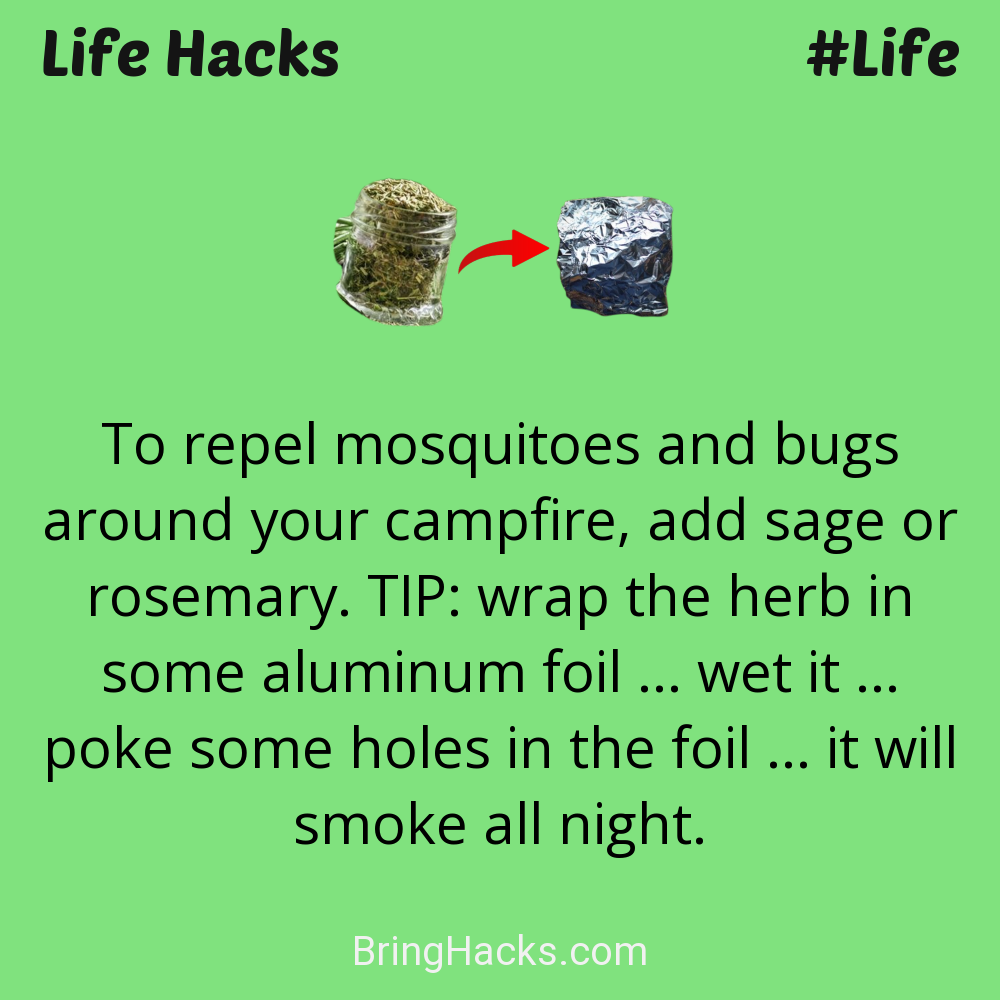 Life Hacks
#Life
To repel mosquitoes and bugs
around your campfire, add sage or
rosemary. TIP: wrap the herb in
some aluminum foil ... wet it ...
poke some holes in the foil ... it will
smoke all night.
BringHacks.com